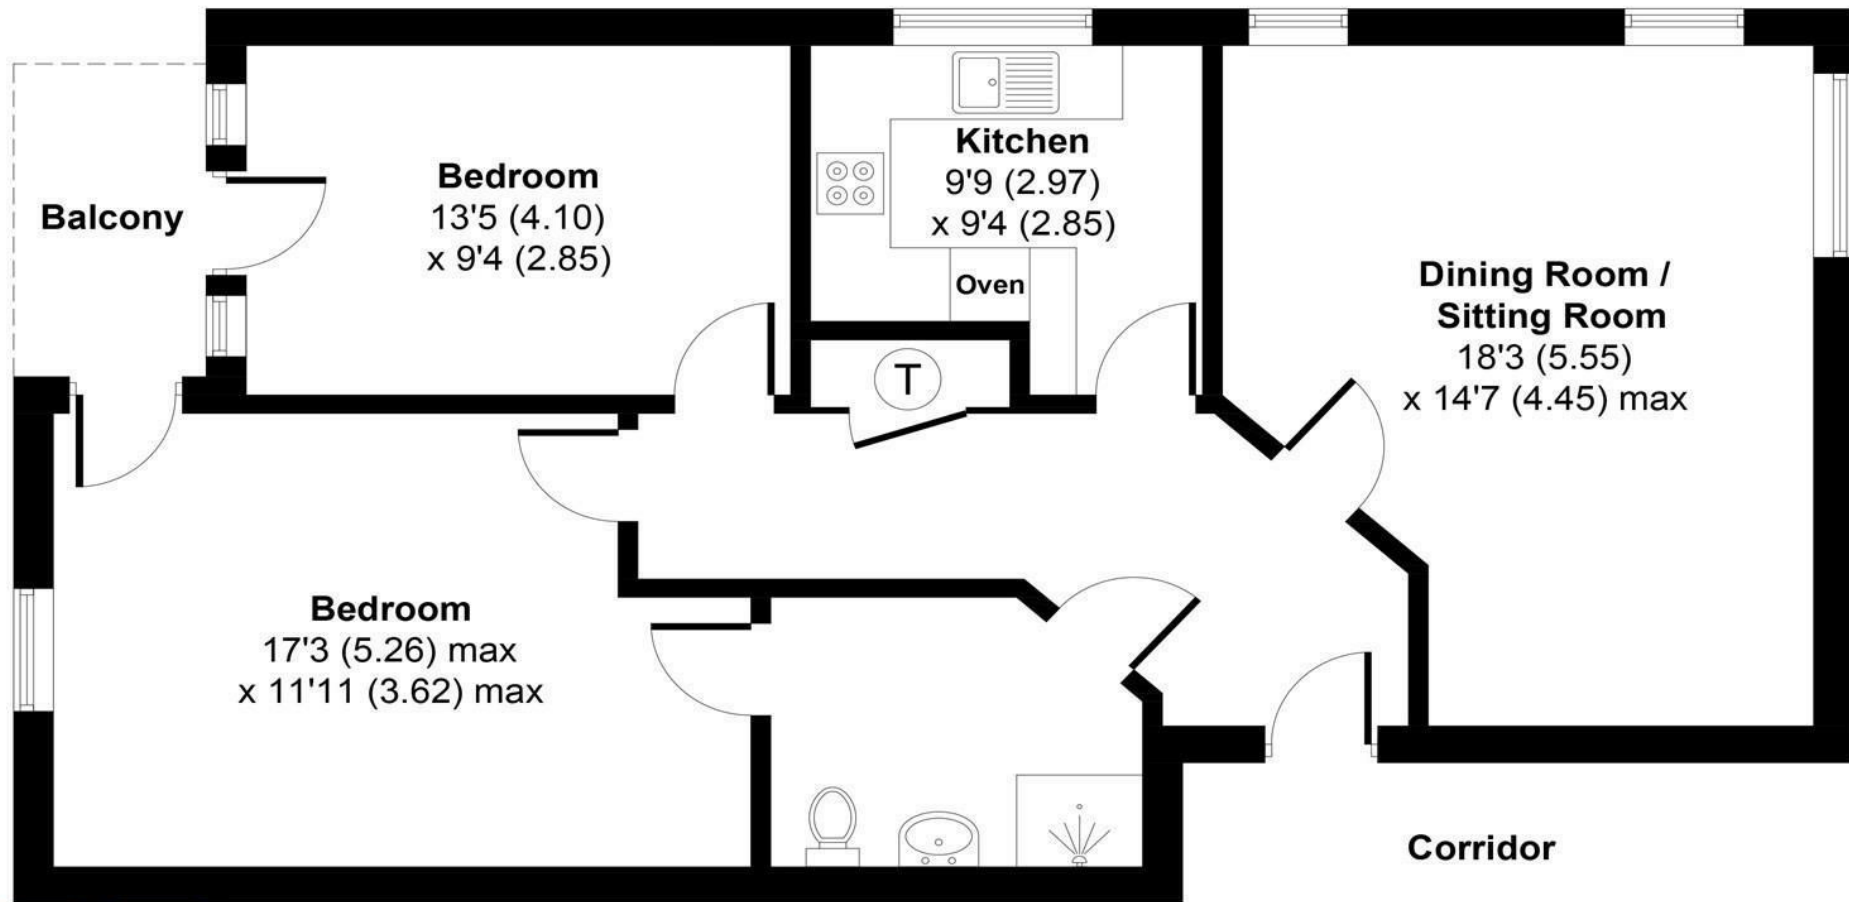 Balcony
Bedroom
13'5 (4.10)
x 9'4 (2.85)
Kitchen
9'9 (2.97)
x 9'4 (2.85)
Oven
T
Dining Room /
Sitting Room
18'3 (5.55)
x 14'7 (4.45) max
Bedroom
17'3 (5.26) max
x 11'11 (3.62) max
Corridor